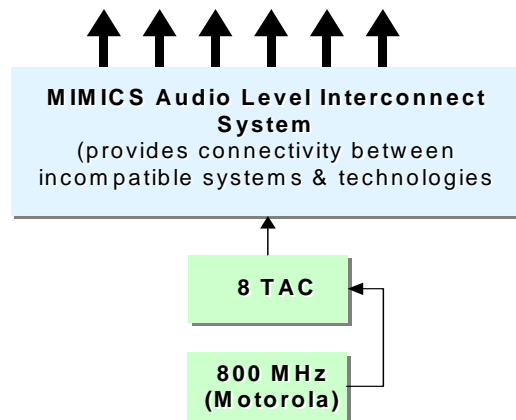 MIMICS Audio Level Interconnect
System
(provides connectivity between
incompatible systems & technologies
8 TAC
800 MHz
(Motorola)